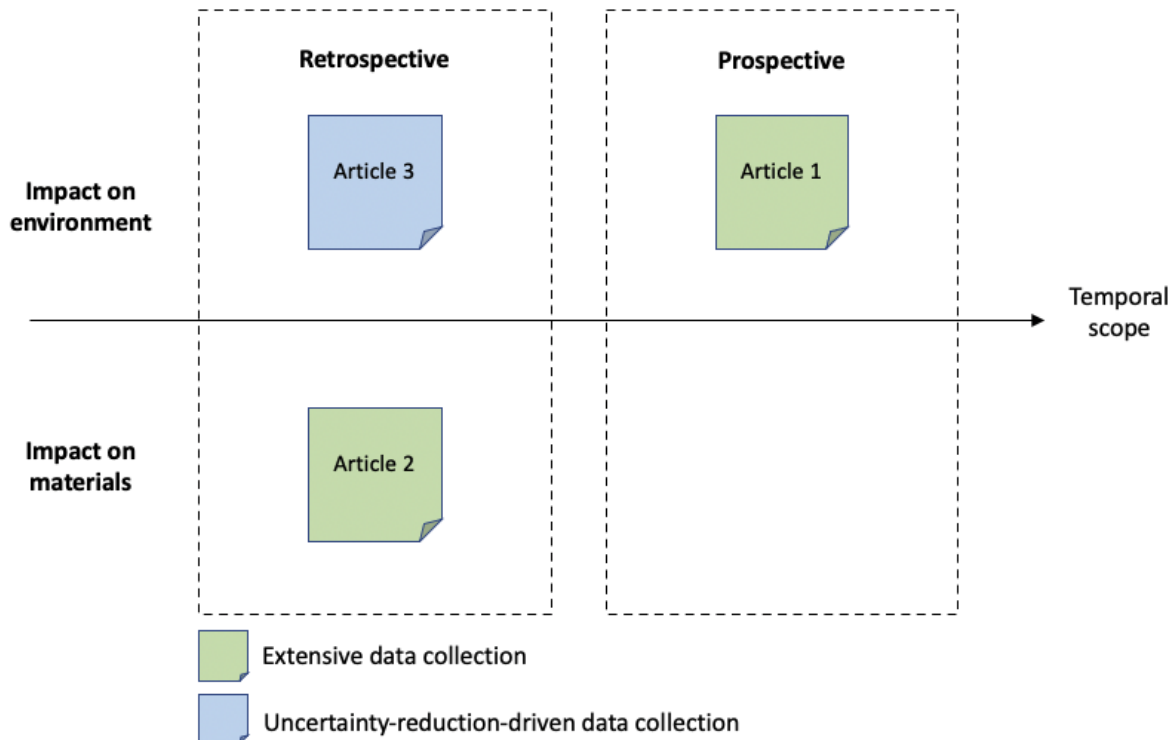 Retrospective
Prospective
Article 3
Article 1
Impact on
environment
Temporal
scope
Impact on
materials
Article 2
Extensive data collection
Uncertainty-reduction-driven data collection